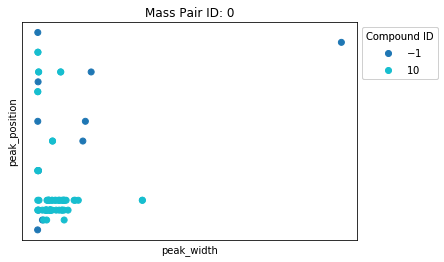 Mass Pair ID: 0
Compound ID
−1
10
peak_position
peak_width